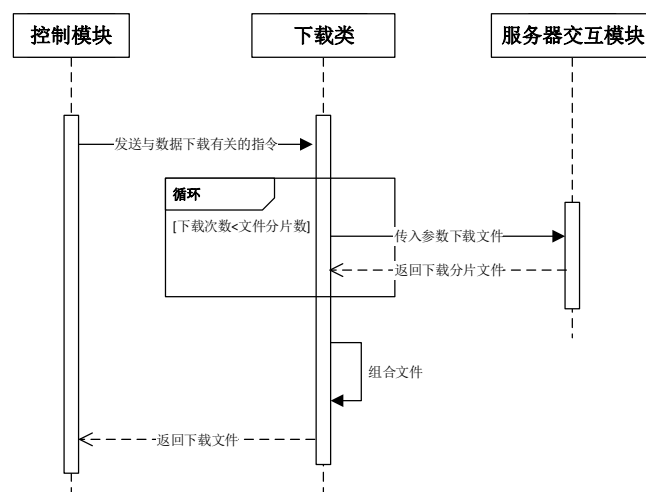 控制模块
下载类
服务器交互模块
发送与数据下载有关的指令
循环
[下载次数<文件分片数]
传入参数下载文件
返回下载分片文件
组合文件
返回下载文件